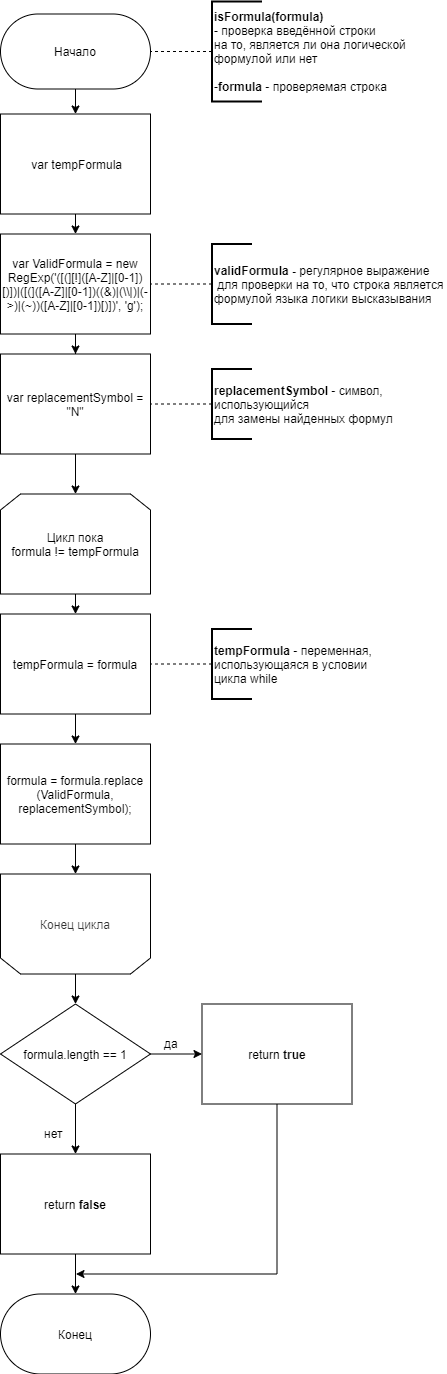 Начало
isFormula(formula)
- проверка введённой строки
на то, является ли она логической
формулой или нет
-formula - проверяемая строка
var tempFormula
var ValidFormula = new
RegExp('([(][!]([A-Z]|[0-1])
[)])|([(]([A-Z]|[0-1])((&)|(\\|)|(-
>)|(~))([A-Z]|[0-1])[)])', 'g');
validFormula - регулярное выражение
для проверки на то, что строка является
формулой языка логики высказывания
var replacementSymbol =
"N"
replacementSymbol - символ,
использующийся
для замены найденных формул
Цикл пока
formula != tempFormula
tempFormula = formula
tempFormula - переменная,
использующаяся в условии
цикла while
formula = formula.replace
(ValidFormula,
replacementSymbol);
Конец цикла
formula.length == 1
да
return true
нет
return false
Конец